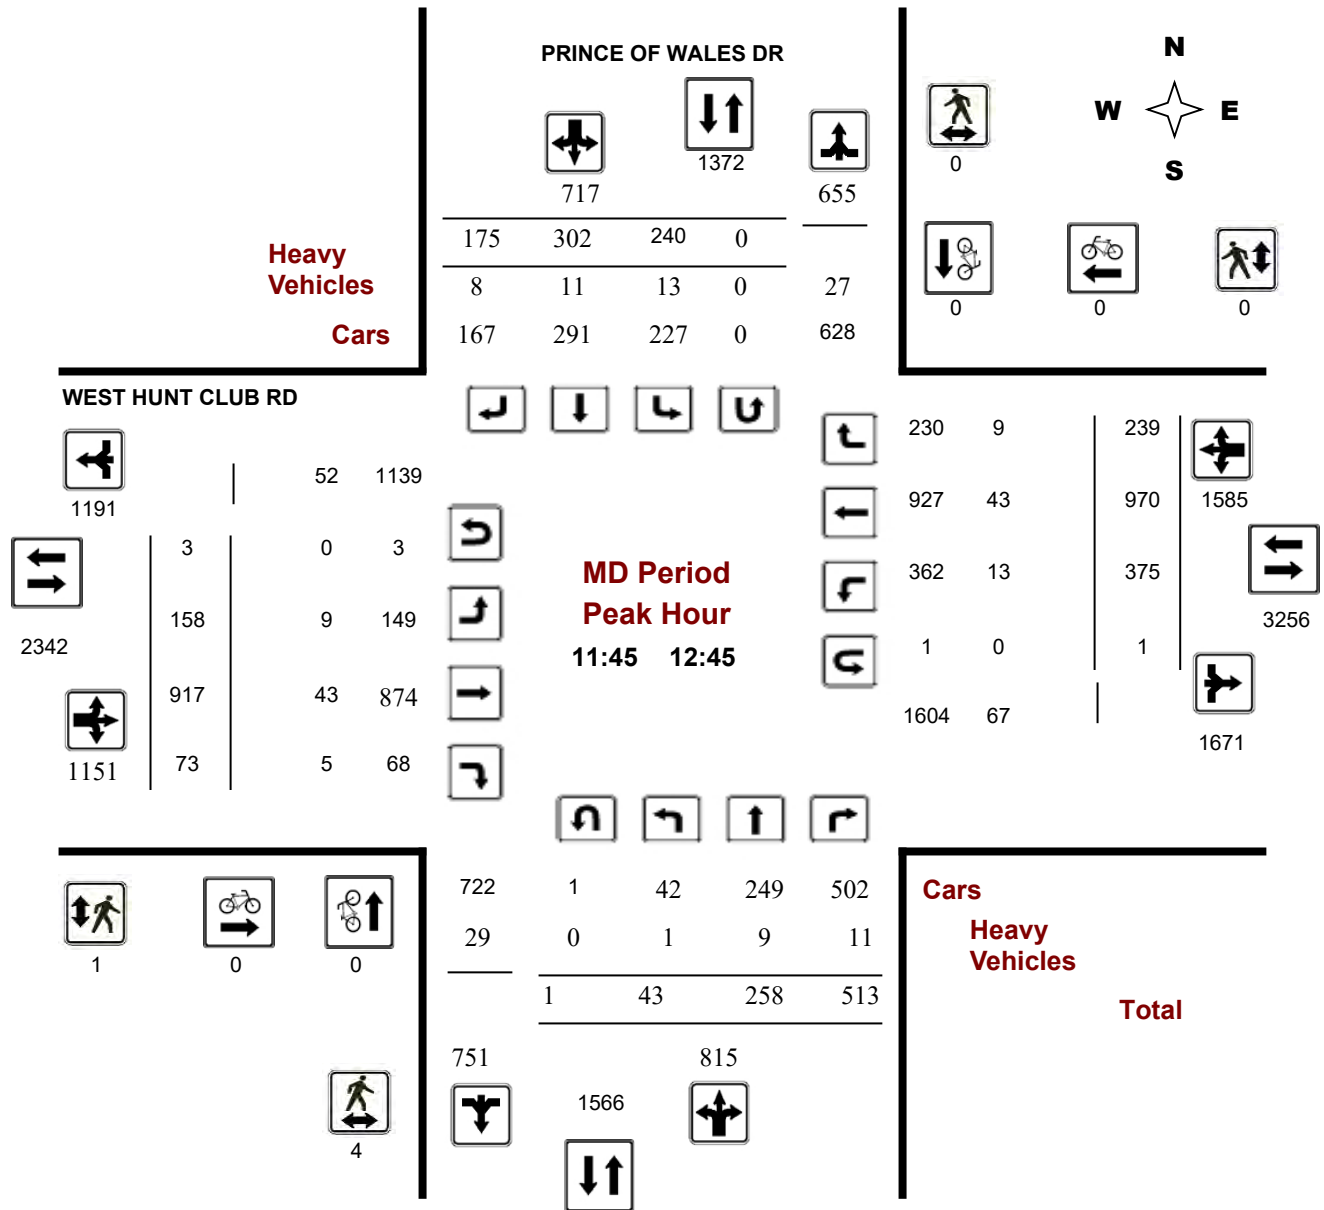 PRINCE OF WALES DR
N
W E
S
1372
0
717 655
175 302 240 0
Heavy
Vehicles
8 11 13 0 27
0 0 0
Cars
167 291 227 0 628
WEST HUNT CLUB RD
230 9 239
52 1139
1191
927 43 970 1585
3 0 3
MD Period
362 13 375
Peak Hour
158 9 149
3256
2342
11:45 12:45
1 0 1
917 43 874
1604 67
1671
1151 73 5 68
722 1 42 249 502
Cars
29 0 1 9 11
Heavy
Vehicles
1 0 0
1 43 258 513
Total
751 815
1566
4